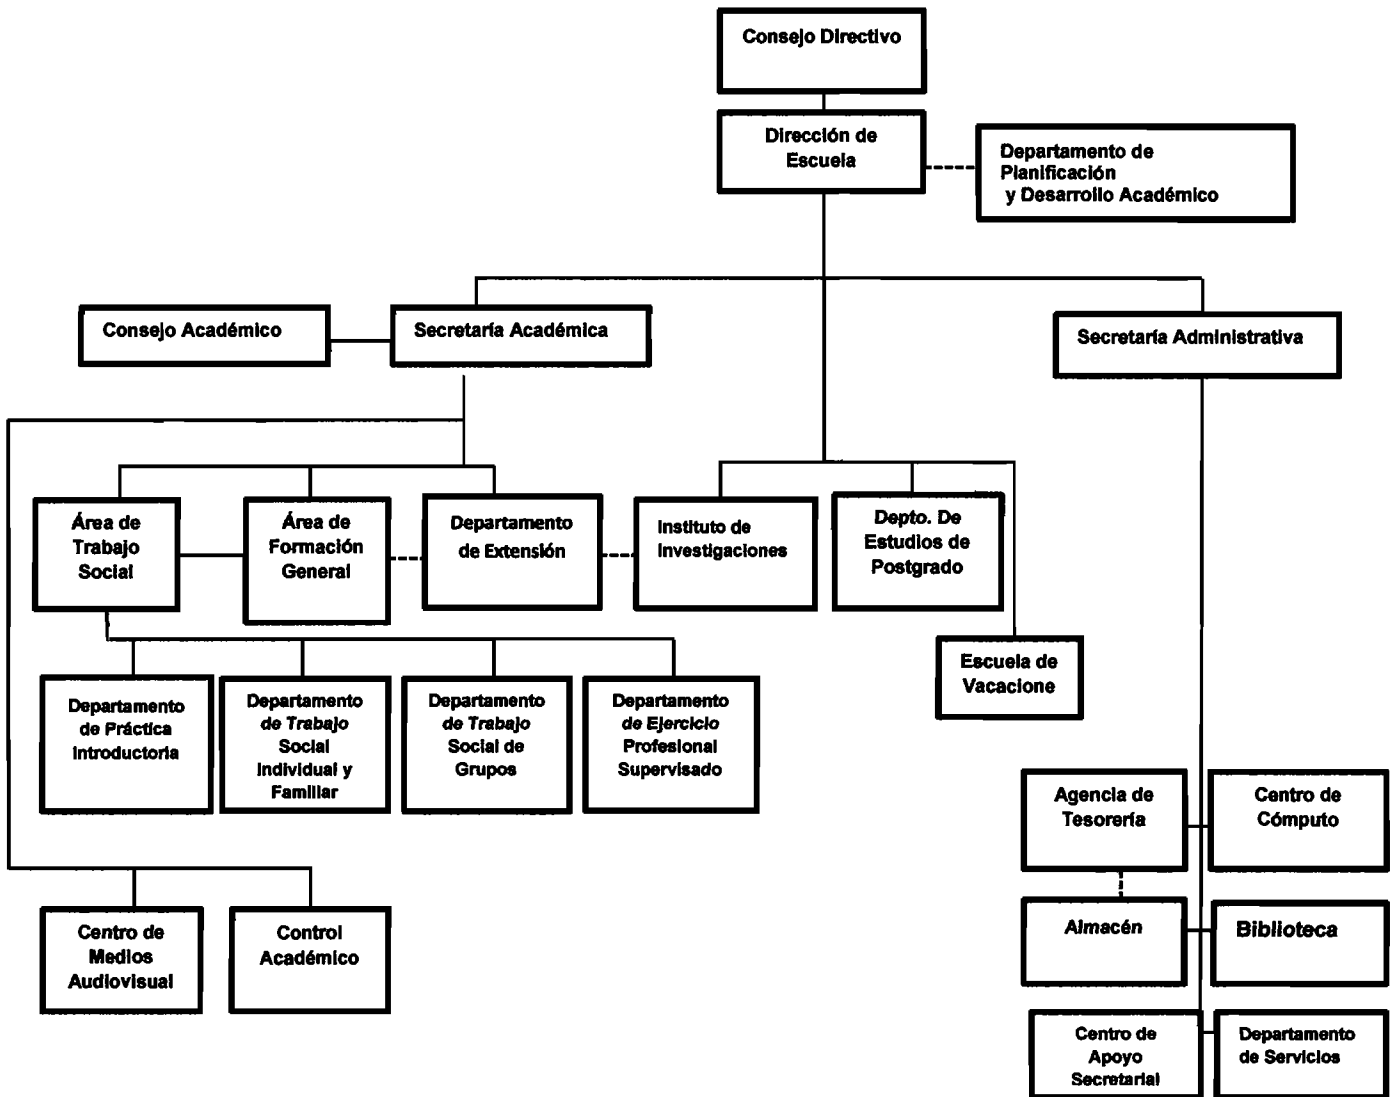 Consejo Directivo
Dirección de
Escuela
Departamento de
Planificación
y Desarrollo Académico
Consejo Académico
Secretaría Académica
Secretaría Administrativa
Área de
Trabajo
Social
Área de
Formación
General
Departamento
de Extensión
Instituto de
Investigaciones
Depto. De
Estudios de
Postgrado
Escuela de
Vacacione
Departamento
de Práctica
Introductoria
Departamento
de Trabajo
Social
Individual y
Familiar
Departamento
de Trabajo
Social de
Grupos
Departamento
de Ejercicio
Profesional
Supervisado
Agencia de
Tesorería
Centro de
Cómputo
Almacén
Biblioteca
Centro de
Medios
Audiovisual
Control
Académico
Centro de
Apoyo
Secretarial
Departamento
de Servicios